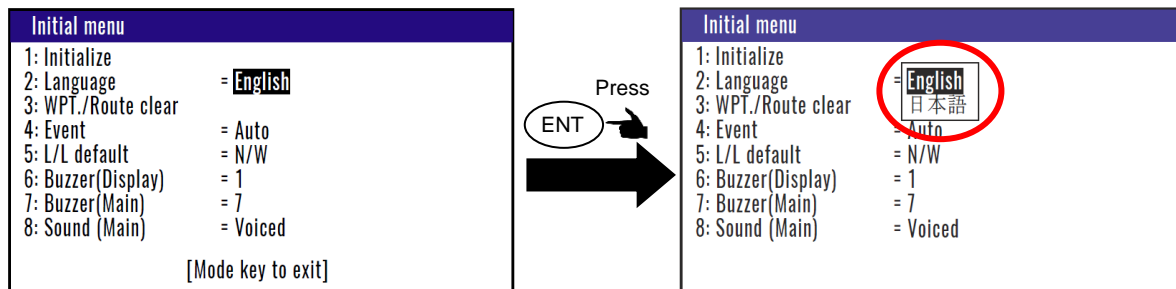 Initial menu
1: Initialize
2: Language = English
3: WPT./Route clear
4: Event = Auto
5: L/L default = N/W
6: Buzzer(Display) = 1
7: Buzzer(Main) = 7
8: Sound (Main) = Voiced
[Mode key to exit]
Press
ENT
Initial menu
1: Initialize
2: Language = English
日本語
3: WPT./Route clear
4: Event = Auto
5: L/L default = N/W
6: Buzzer(Display) = 1
7: Buzzer(Main) = 7
8: Sound (Main) = Voiced